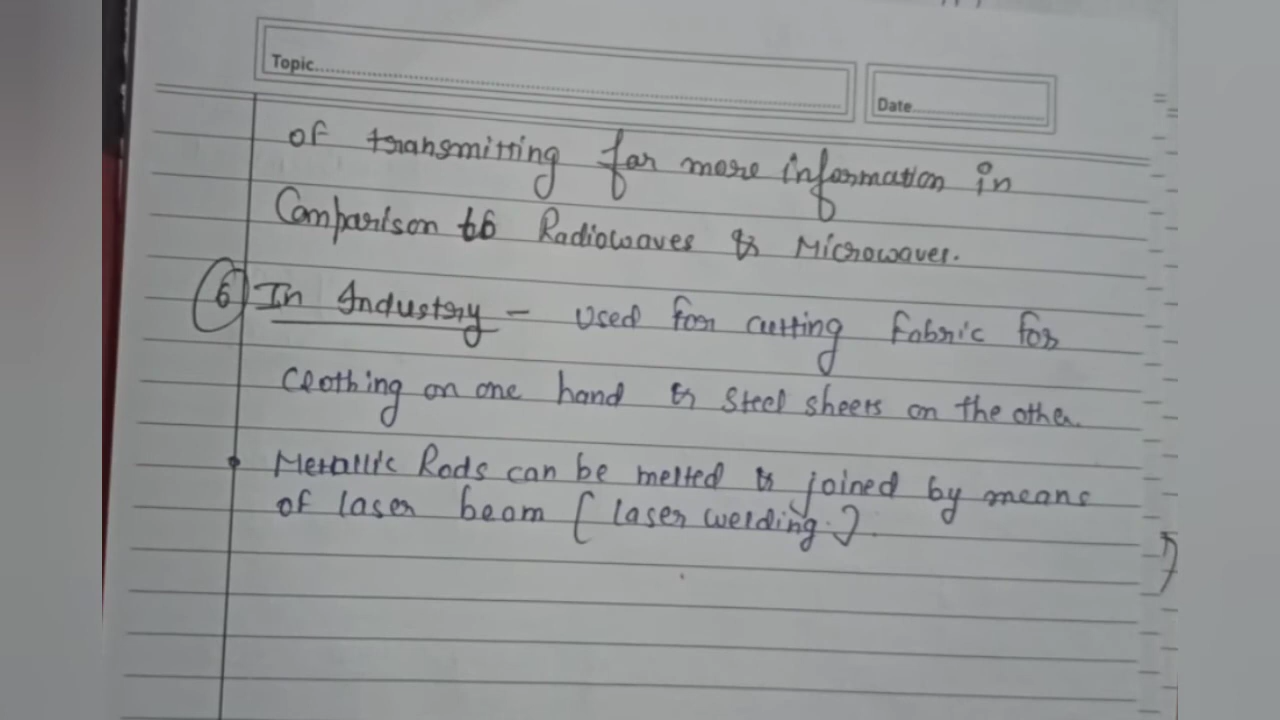 Topic
Date
of transmitting far more information in
Comparison to Radiowaves & Microwaves.
6 In Industry - used for cutting Fabric for
Clothing on one hand & Steel sheets on the other.
• Metallic Rods can be melted & joined by means
of laser beam [ laser welding. ]